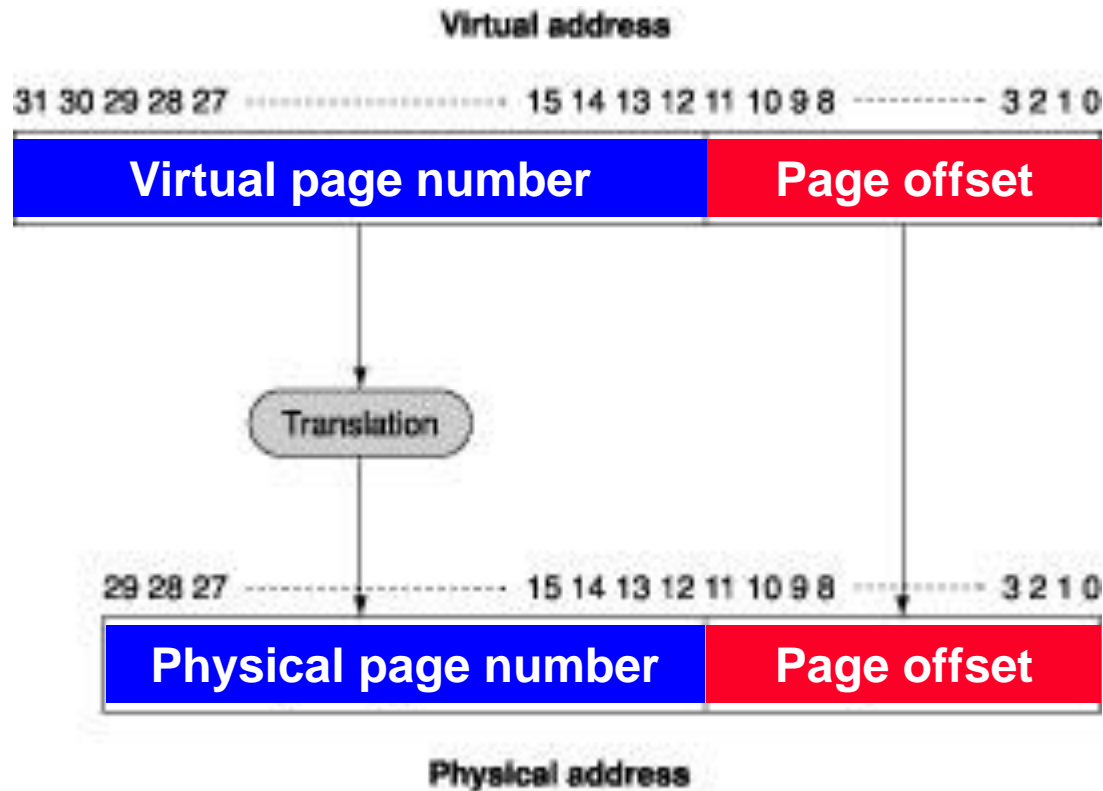 Virtual address
31 30 29 28 27 15 14 13 12 11 10 9 8 3 2 1 0
Virtual page number Page offset
Translation
29 28 27 15 14 13 12 11 10 9 8 3 2 1 0
Physical page number Page offset
Physical address